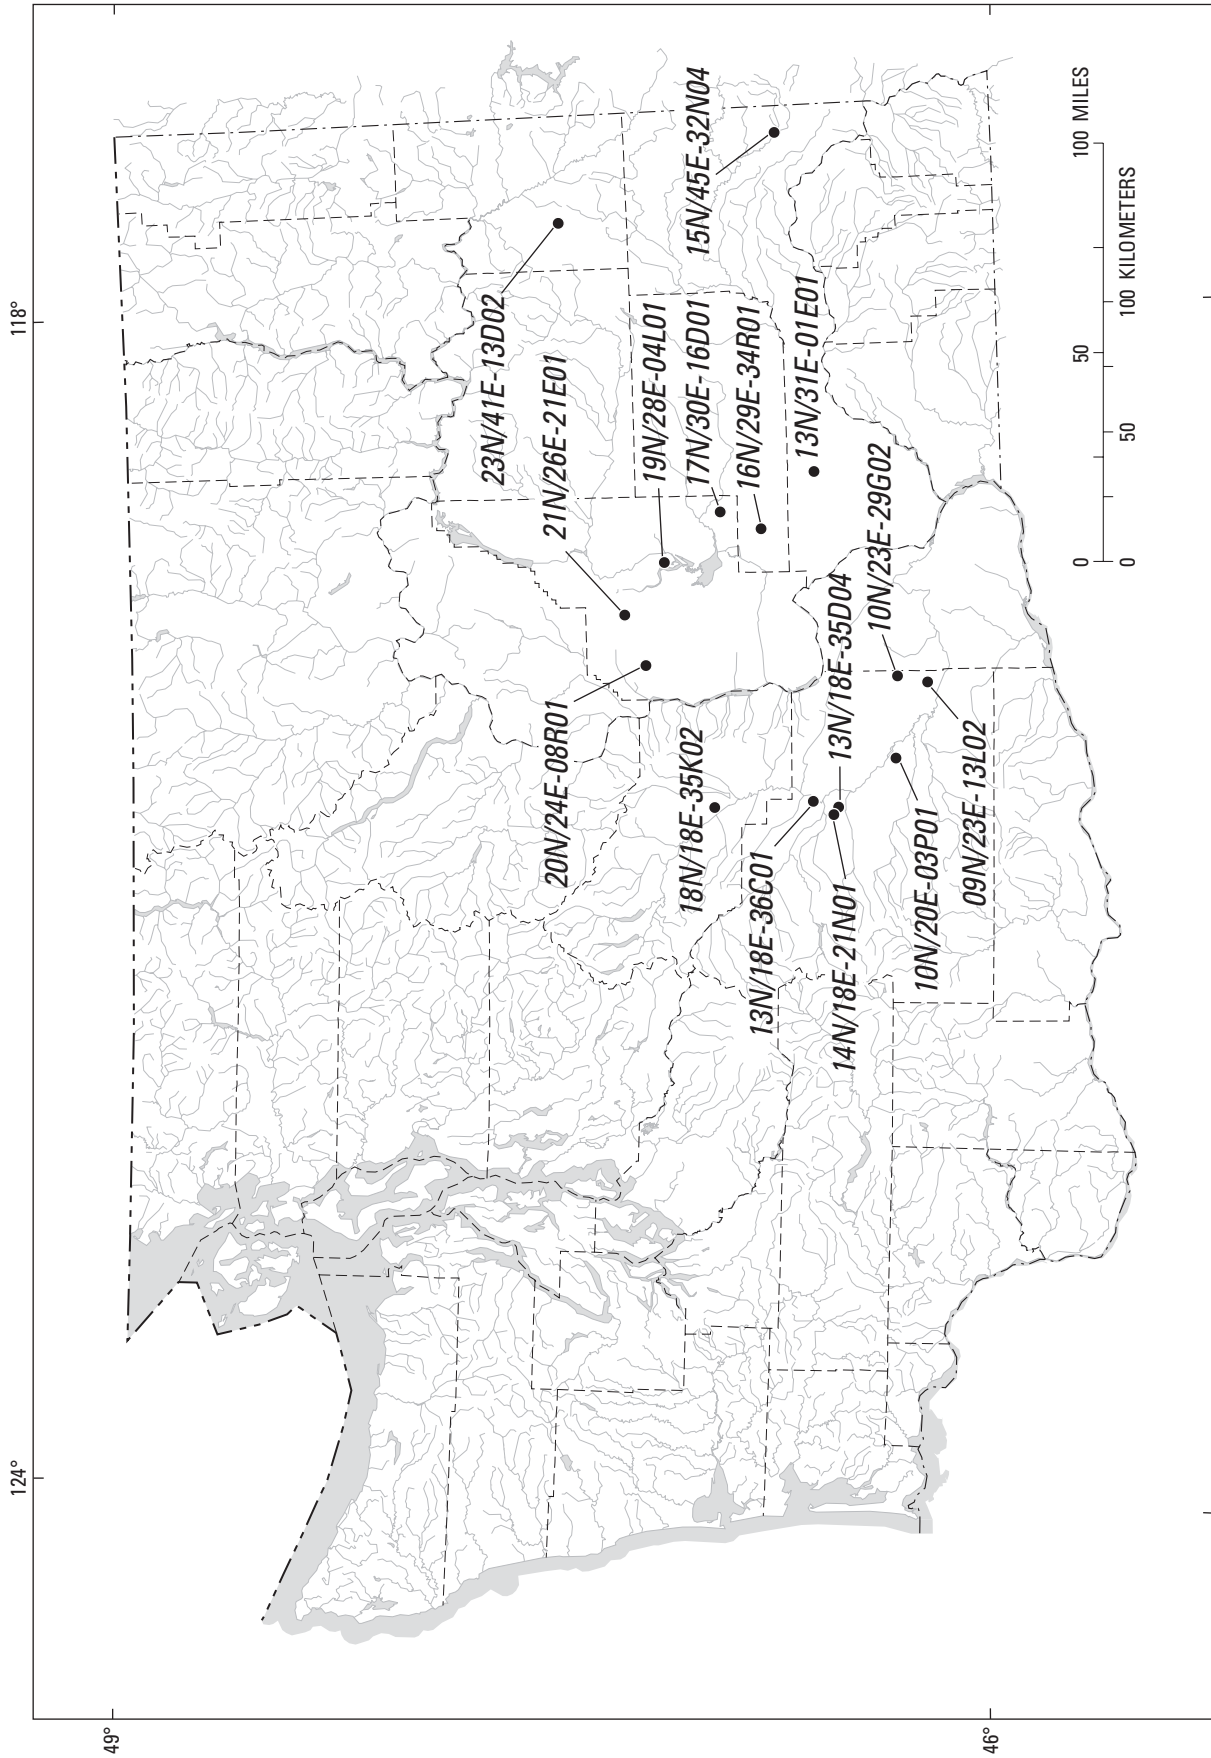 124°
118°
49°
46°
23N/41E-13D02
21N/26E-21E01
20N/24E-08R01
19N/28E-04L01
15N/45E-32N04
17N/30E-16D01
18N/18E-35K02
16N/29E-34R01
13N/18E-36C01
13N/31E-01E01
13N/18E-35D04
14N/18E-21N01
10N/23E-29G02
10N/20E-03P01
09N/23E-13L02
0 50 100 MILES
0 50 100 KILOMETERS